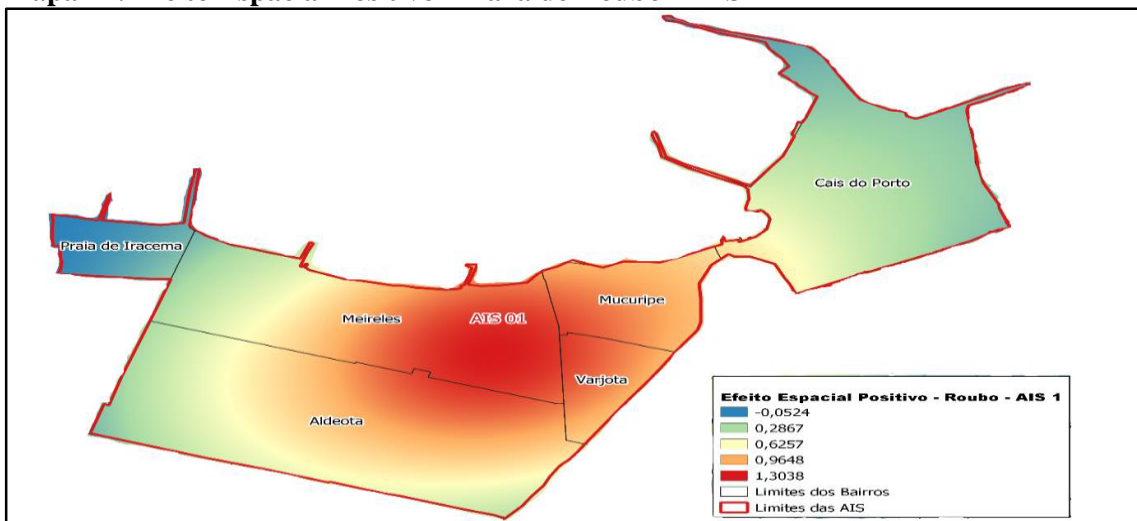 Praia de Iracema
Meireles
AIS 01
Mucuripe
Cais do Porto
Varjota
Aldeota
Efeito Espacial Positivo - Roubo - AIS 1
-0,0524
0,2867
0,6257
0,9648
1,3038
Limites dos Bairros
Limites das AIS